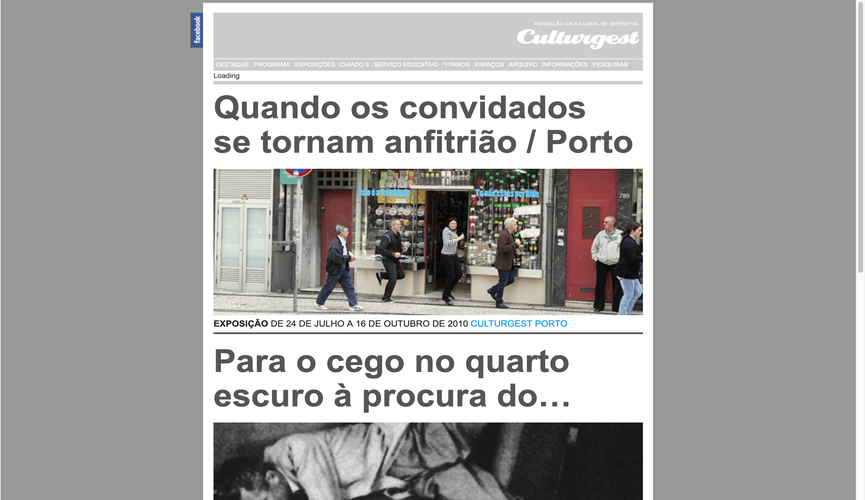 facebook
FUNDAÇÃO CAIXA GERAL DE DEPÓSITOS
Culturgest
DESTAQUE PROGRAMA EXPOSIÇÕES CHIADO 8 SERVIÇO EDUCATIVO PANOS ESPAÇOS ARQUIVO INFORMAÇÕES PESQUISAR
Loading
Quando os convidados
se tornam anfitrião / Porto
789
EXPOSIÇÃO DE 24 DE JULHO A 16 DE OUTUBRO DE 2010 CULTURGEST PORTO
Para o cego no quarto
escuro à procura do…